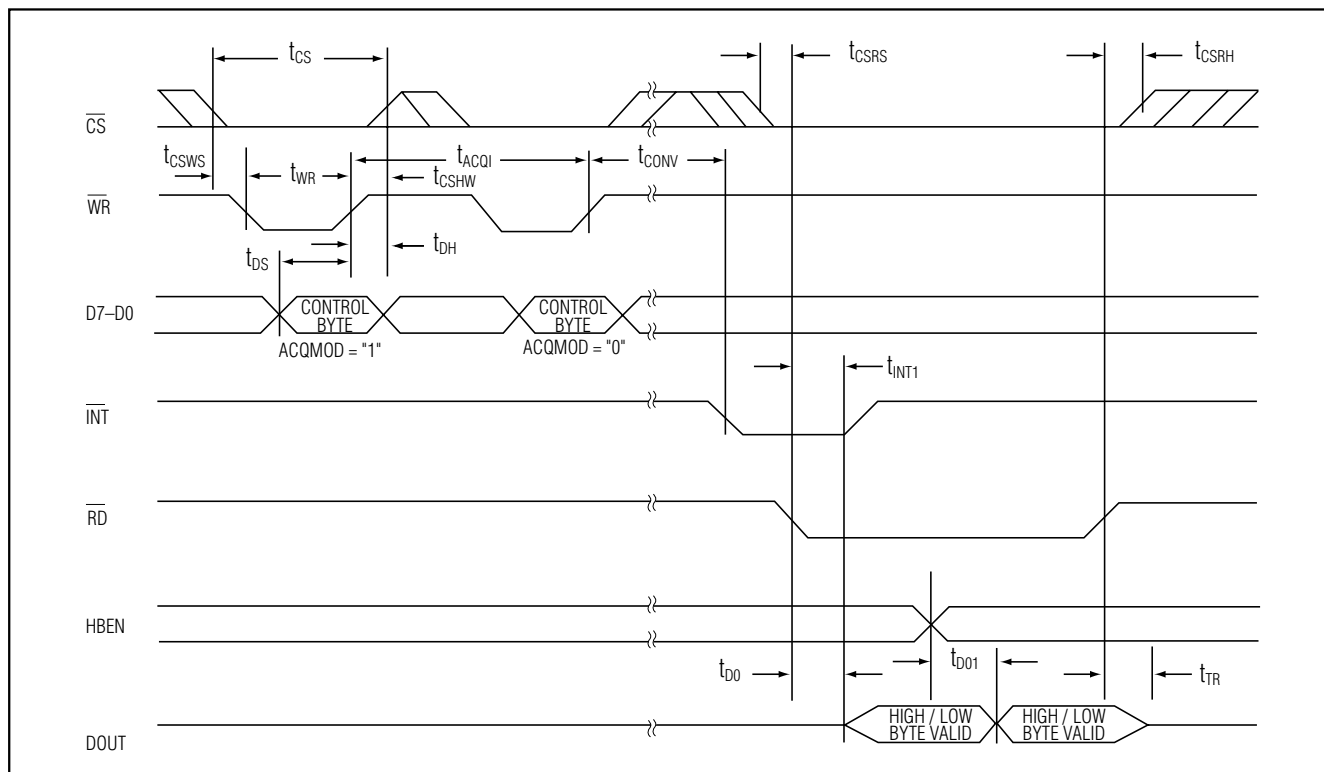 tCS
tCSRS
tCSRH
CS
tCSWS
tWR
tACQI
tCONV
tCSHW
WR
tDH
tDS
D7–D0
CONTROL
BYTE
CONTROL
BYTE
ACQMOD = "1"
ACQMOD = "0"
tINT1
INT
RD
HBEN
tD0
tD01
tTR
HIGH / LOW
BYTE VALID
HIGH / LOW
BYTE VALID
DOUT